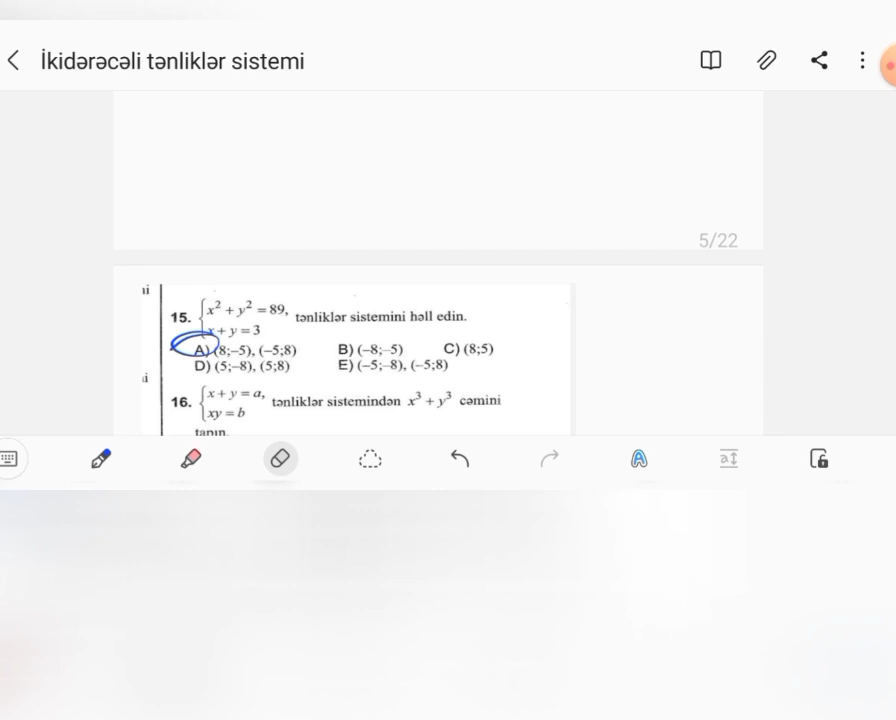 İkidərəcəli tənliklər sistemi
5/22
15. x² + y² = 89, tənliklər sistemini həll edin.
x + y = 3
A) (8;–5), (–5;8) B) (–8;–5) C) (8;5)
D) (5;–8), (5;8) E) (–5;–8), (–5;8)
16. x + y = a, tənliklər sistemindən x³ + y³ cəmini
xy = b
tapın.